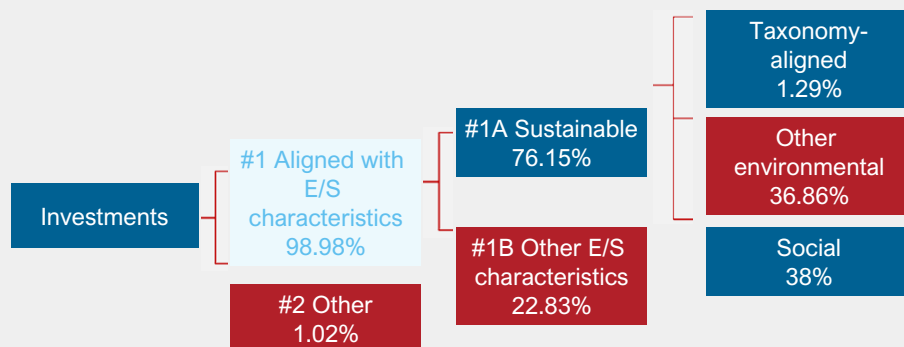 Investments
#1 Aligned with
E/S
characteristics
98.98%
#2 Other
1.02%
#1A Sustainable
76.15%
#1B Other E/S
characteristics
22.83%
Taxonomy-
aligned
1.29%
Other
environmental
36.86%
Social
38%